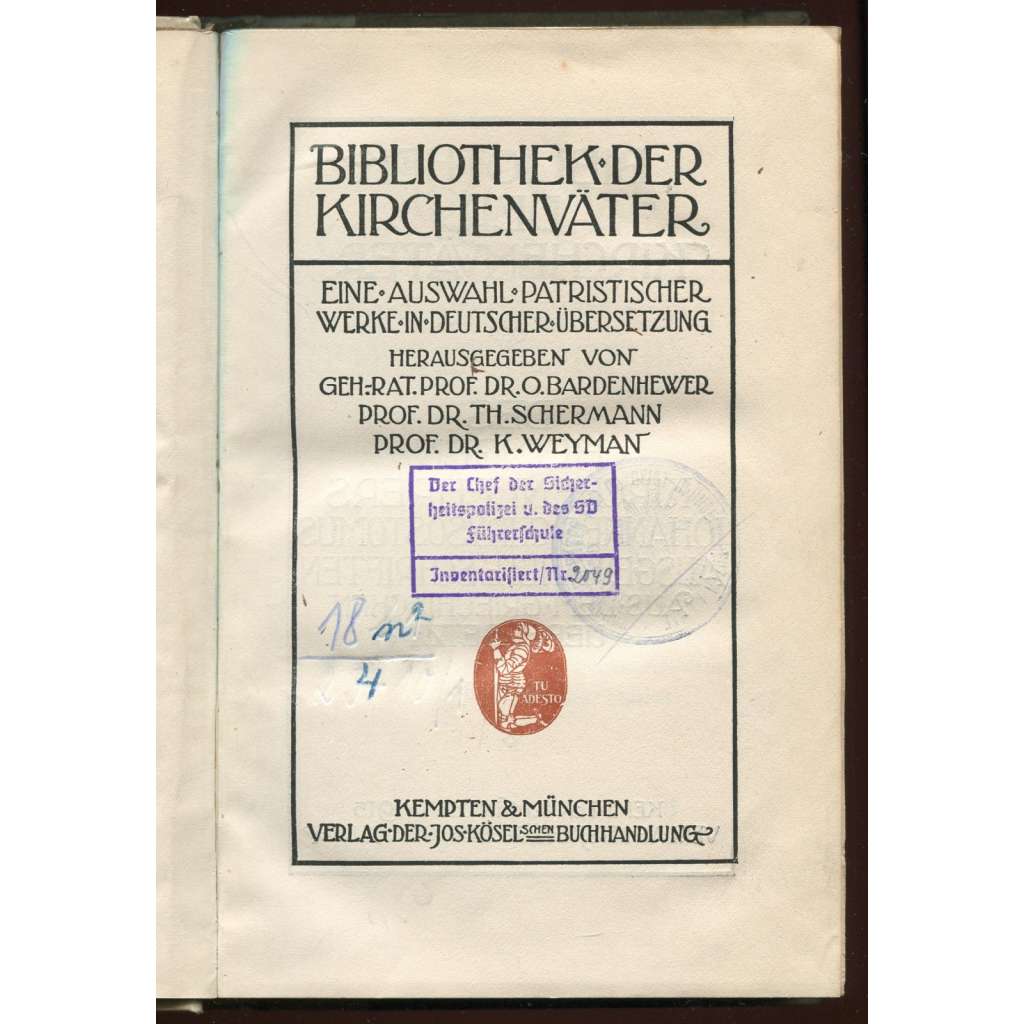 BIBLIOTHEK·DER
KIRCHENVÄTER
EINE·AUSWAHL·PATRISTISCHER
WERKE·IN·DEUTSCHER·ÜBERSETZUNG
HERAUSGEGEBEN VON
GEH.-RAT. PROF. DR. O. BARDENHEWER
PROF. DR. TH. SCHERMANN
PROF. DR. K. WEYMAN
Der Chef der Sicher-
heitspolizei u. des SD
Führerschule
Inventarisiert/Nr. 2049
18 n²
4
TU
ADESTO
KEMPTEN & MÜNCHEN
VERLAG·DER·JOS·KÖSELSCHEN BUCHHANDLUNG